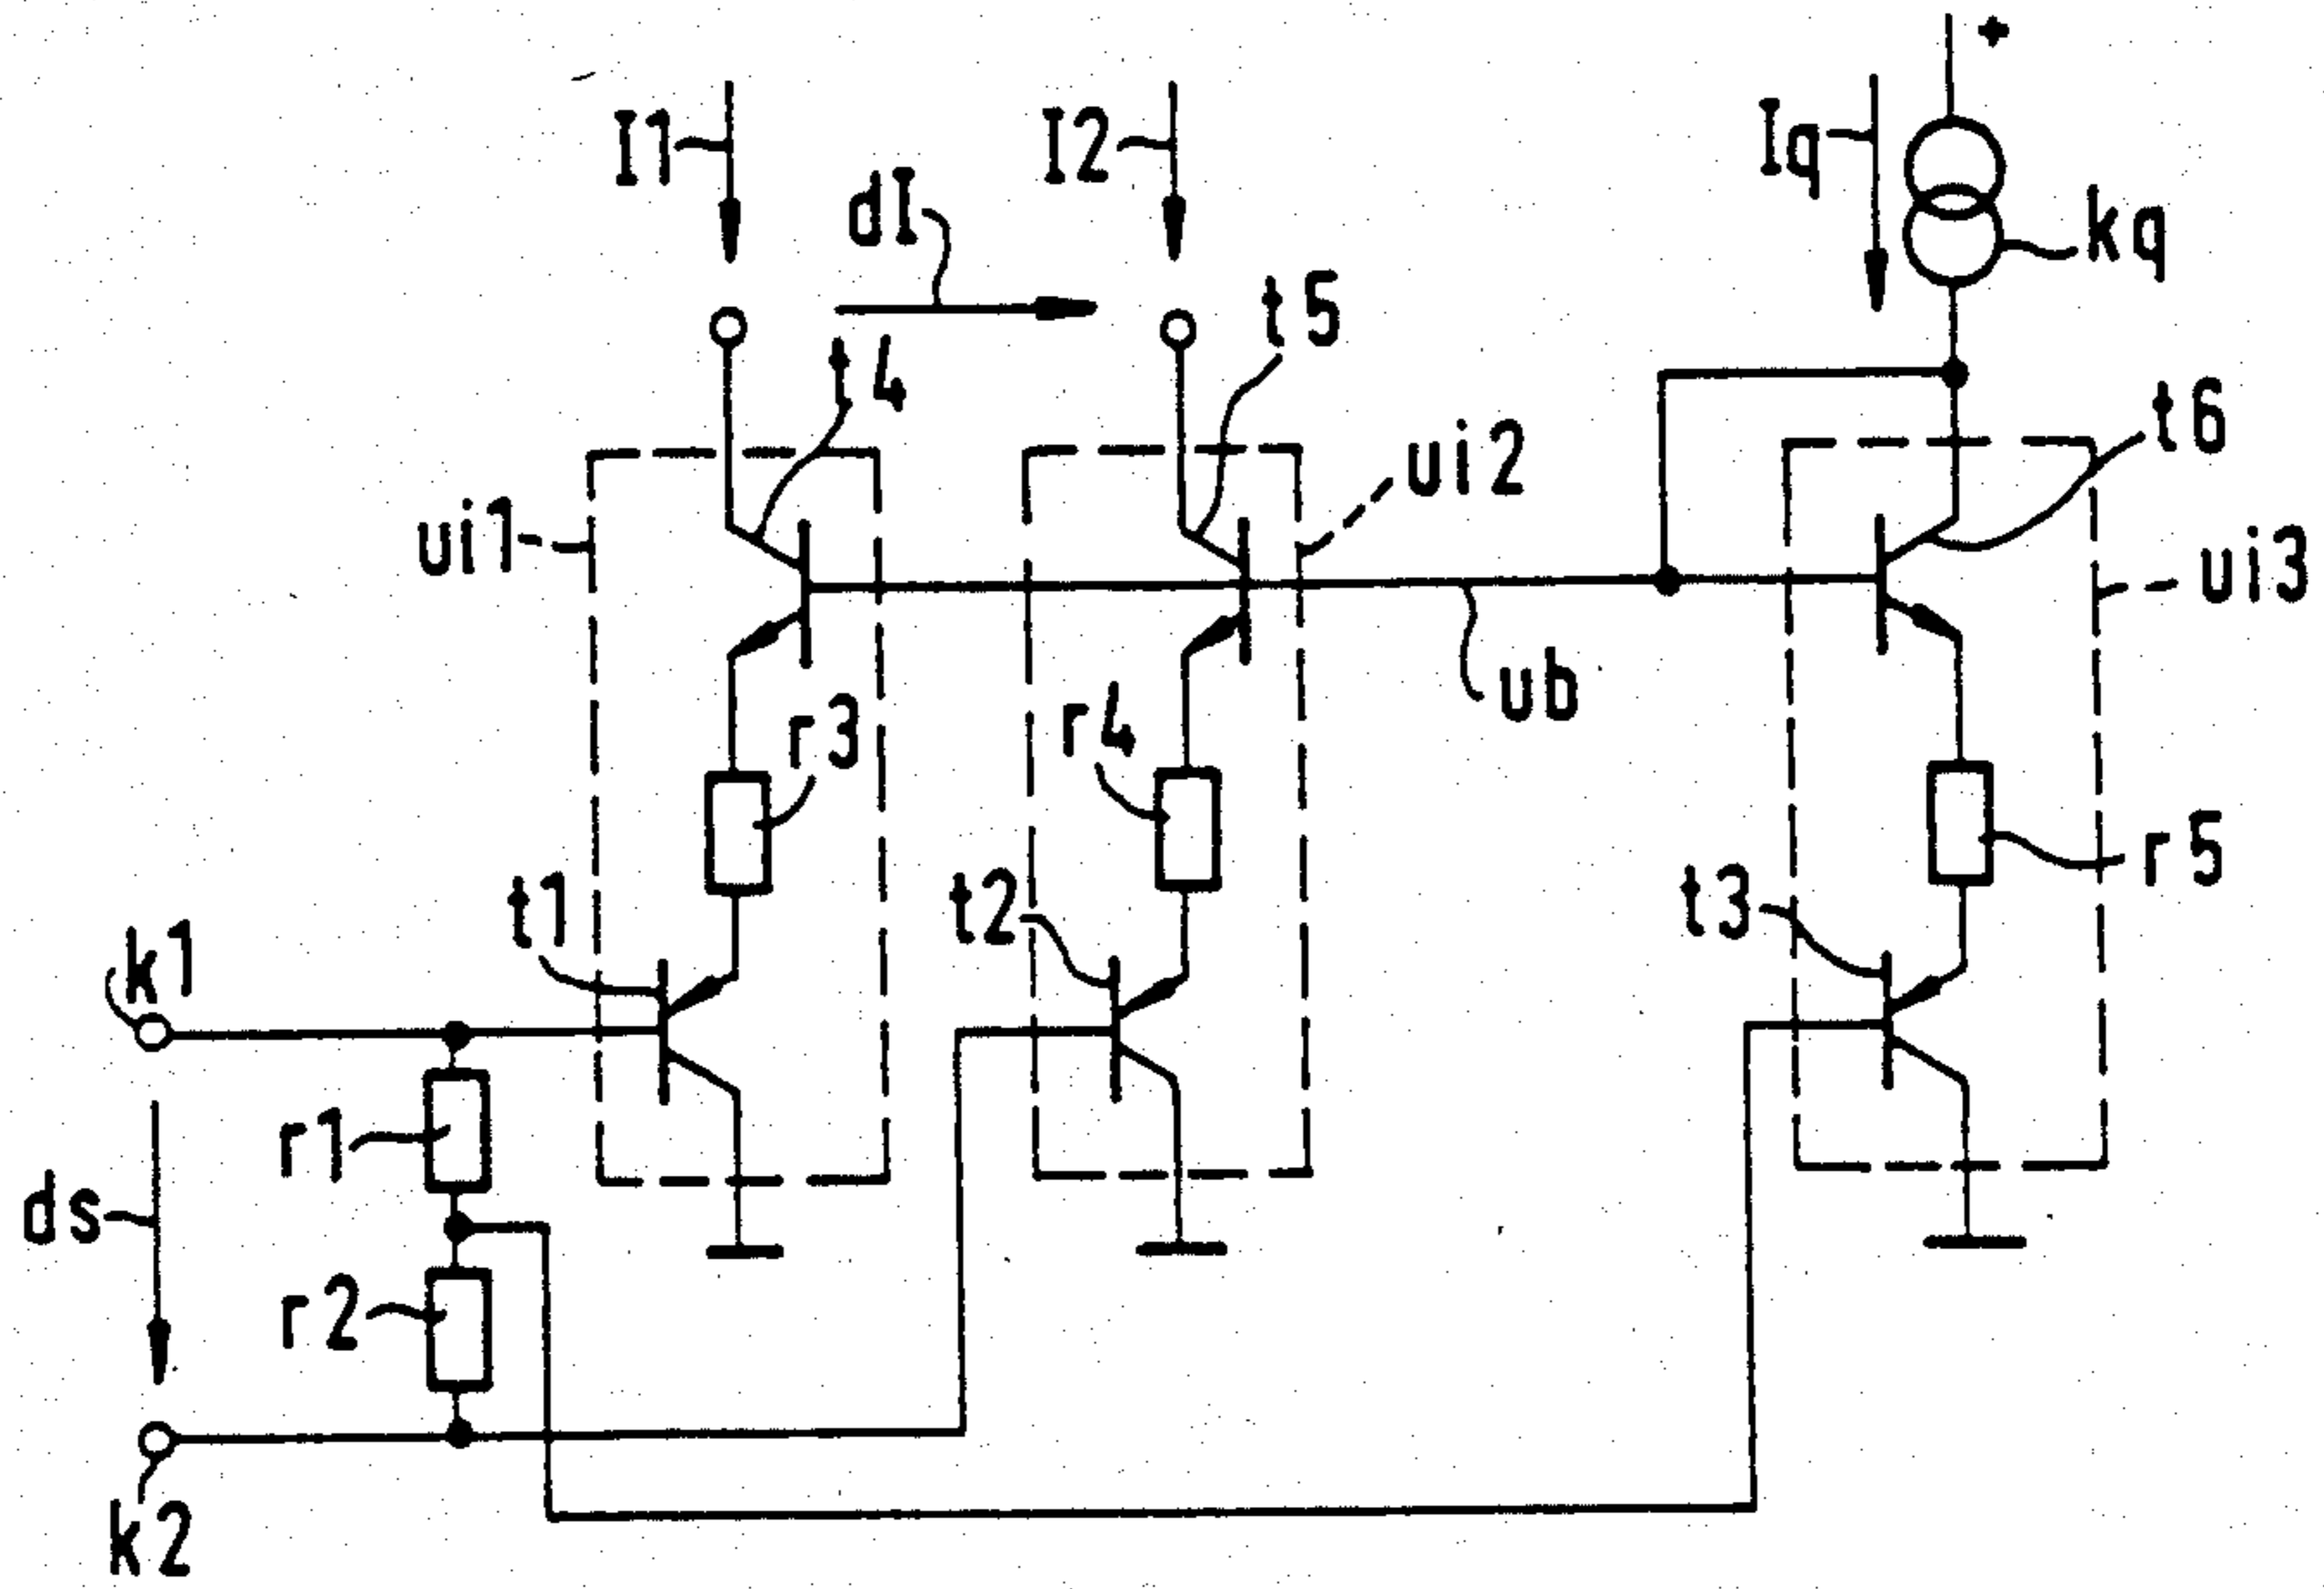 I1
I2
Iq
+
dI
kq
t4
t5
t6
ui1
ui2
ui3
ub
r3
r4
r5
t1
t2
t3
k1
r1
ds
r2
k2